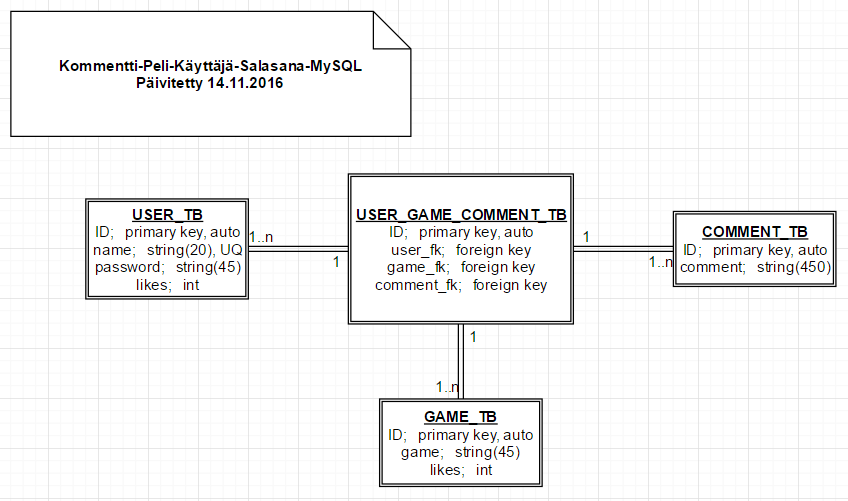 Kommentti-Peli-Käyttäjä-Salasana-MySQL
Päivitetty 14.11.2016
USER_TB
ID; primary key, auto
name; string(20), UQ
password; string(45)
likes; int
1..n
1
USER_GAME_COMMENT_TB
ID; primary key, auto
user_fk; foreign key
game_fk; foreign key
comment_fk; foreign key
1
1..n
COMMENT_TB
ID; primary key, auto
comment; string(450)
1
1..n
GAME_TB
ID; primary key, auto
game; string(45)
likes; int